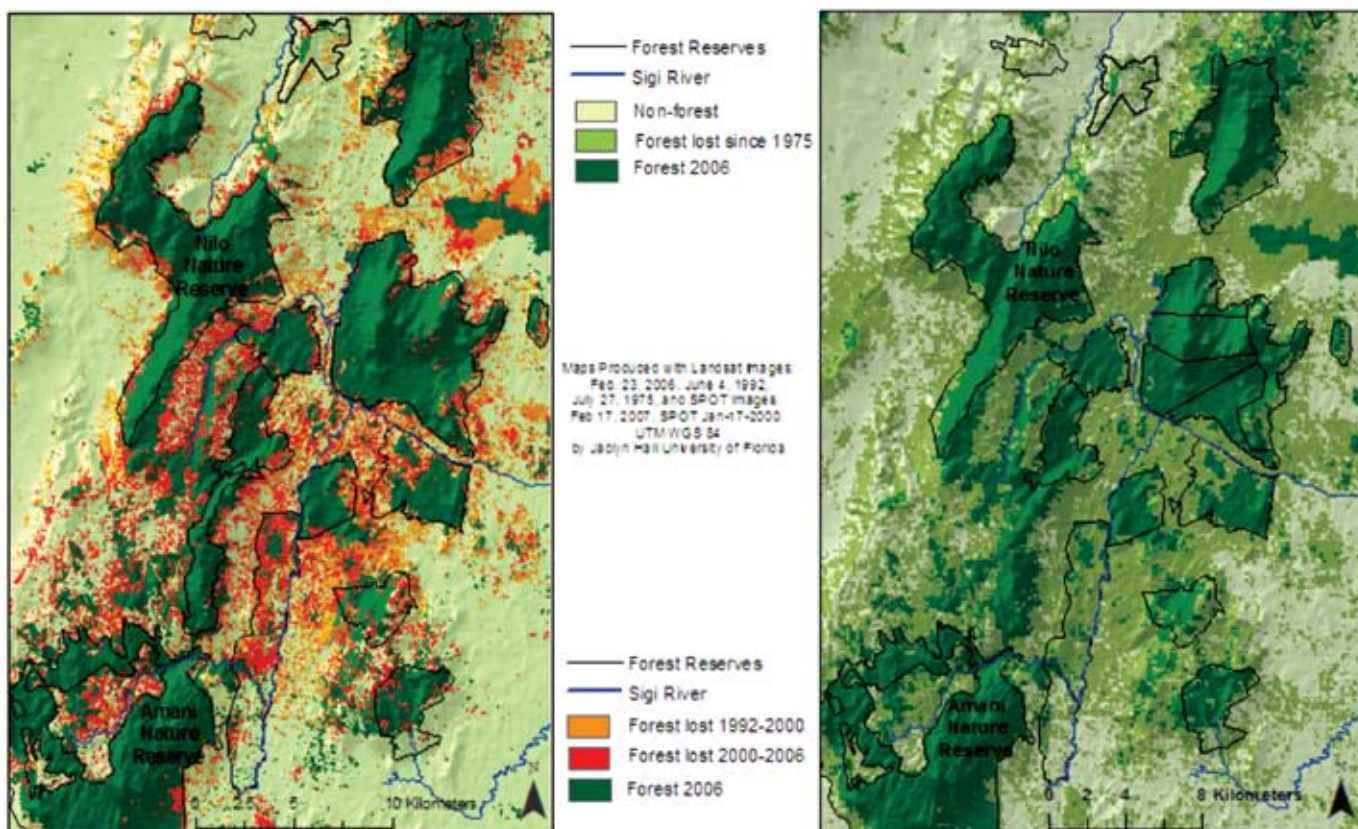 Nilo
Nature
Reserve
Amani
Nature
Reserve
0 2.5 5 10 Kilometers
Forest Reserves
Sigi River
Non-forest
Forest lost since 1975
Forest 2006
Maps Produced with Landsat Images:
Feb. 23, 2006, June 4, 1992,
July 27, 1975, and SPOT Images
Feb 17, 2007, SPOT Jan-17-2000.
UTM WGS 84
by Jaclyn Hall University of Florida
Forest Reserves
Sigi River
Forest lost 1992-2000
Forest lost 2000-2006
Forest 2006
Nilo
Nature
Reserve
Amani
Nature
Reserve
0 2 4 8 Kilometers